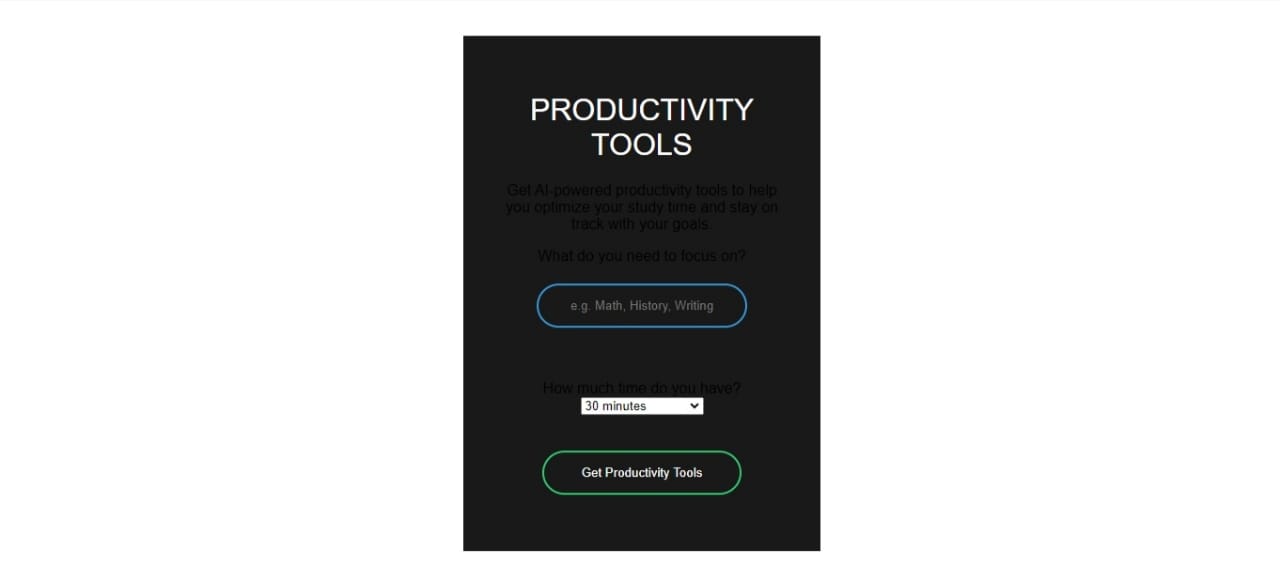 PRODUCTIVITY
TOOLS
Get AI-powered productivity tools to help
you optimize your study time and stay on
track with your goals.
What do you need to focus on?
e.g. Math, History, Writing
How much time do you have?
30 minutes
Get Productivity Tools